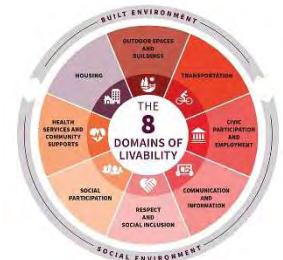 BUILT ENVIRONMENT
OUTDOOR SPACES
AND
BUILDINGS
HOUSING
TRANSPORTATION
THE
8
DOMAINS OF
LIVABILITY
HEALTH
SERVICES AND
COMMUNITY
SUPPORTS
CIVIC
PARTICIPATION
AND
EMPLOYMENT
SOCIAL
PARTICIPATION
COMMUNICATION
AND
INFORMATION
RESPECT
AND
SOCIAL INCLUSION
SOCIAL ENVIRONMENT